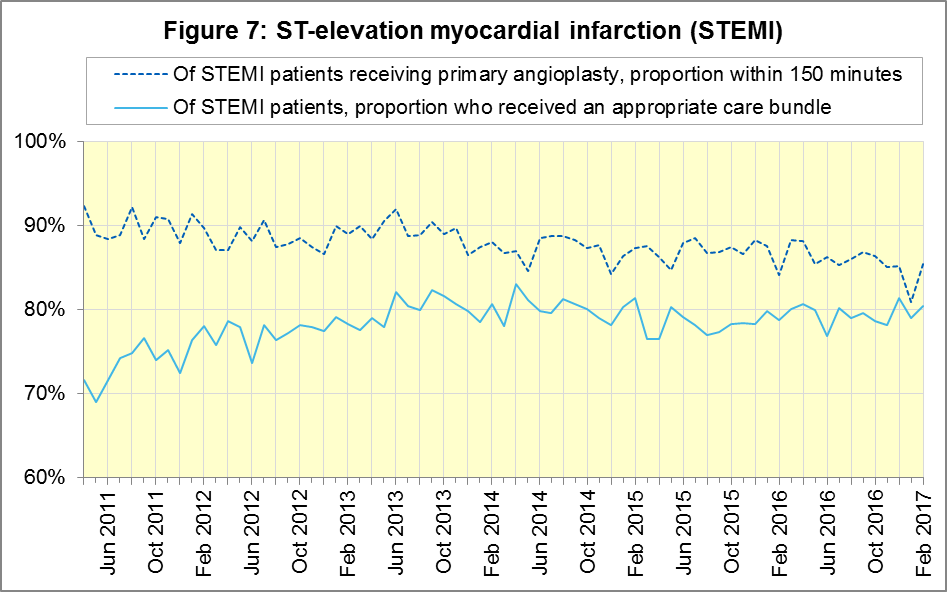 Figure 7: ST-elevation myocardial infarction (STEMI)
Of STEMI patients receiving primary angioplasty, proportion within 150 minutes
Of STEMI patients, proportion who received an appropriate care bundle
100%
90%
80%
70%
60%
Jun 2011
Oct 2011
Feb 2012
Jun 2012
Oct 2012
Feb 2013
Jun 2013
Oct 2013
Feb 2014
Jun 2014
Oct 2014
Feb 2015
Jun 2015
Oct 2015
Feb 2016
Jun 2016
Oct 2016
Feb 2017